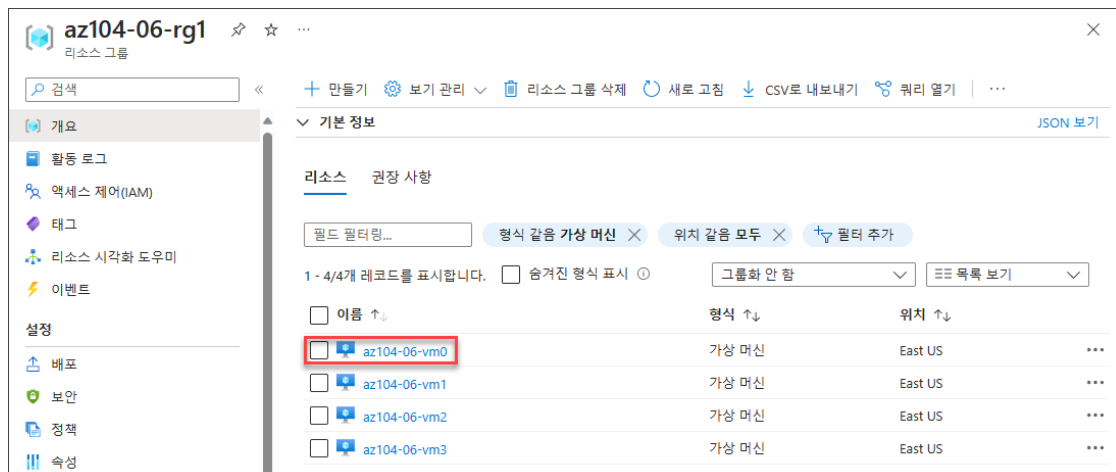 az104-06-rg1
리소스 그룹
검색
만들기 보기 관리 리소스 그룹 삭제 새로 고침 CSV로 내보내기 쿼리 열기
개요
활동 로그
액세스 제어(IAM)
태그
리소스 시각화 도우미
이벤트
설정
배포
보안
정책
속성
기본 정보 JSON 보기
리소스 권장 사항
필드 필터링... 형식 같음 가상 머신 위치 같음 모두 필터 추가
1 - 4/4개 레코드를 표시합니다. 숨겨진 형식 표시 그룹화 안 함 목록 보기
이름 형식 위치
az104-06-vm0 가상 머신 East US
az104-06-vm1 가상 머신 East US
az104-06-vm2 가상 머신 East US
az104-06-vm3 가상 머신 East US